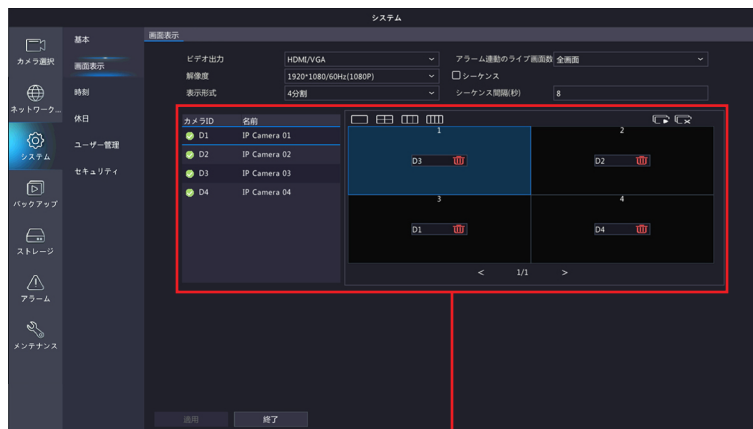 システム
カメラ選択
ネットワーク...
システム
バックアップ
ストレージ
アラーム
メンテナンス
基本
画面表示
時刻
休日
ユーザー管理
セキュリティ
画面表示
ビデオ出力 HDMI/VGA アラーム連動のライブ画面数 全画面
解像度 1920*1080/60Hz(1080P) シーケンス
表示形式 4分割 シーケンス間隔(秒) 8
カメラID 名前
D1 IP Camera 01
D2 IP Camera 02
D3 IP Camera 03
D4 IP Camera 04
1 2
D3 D2
3 4
D1 D4
< 1/1 >
適用 終了